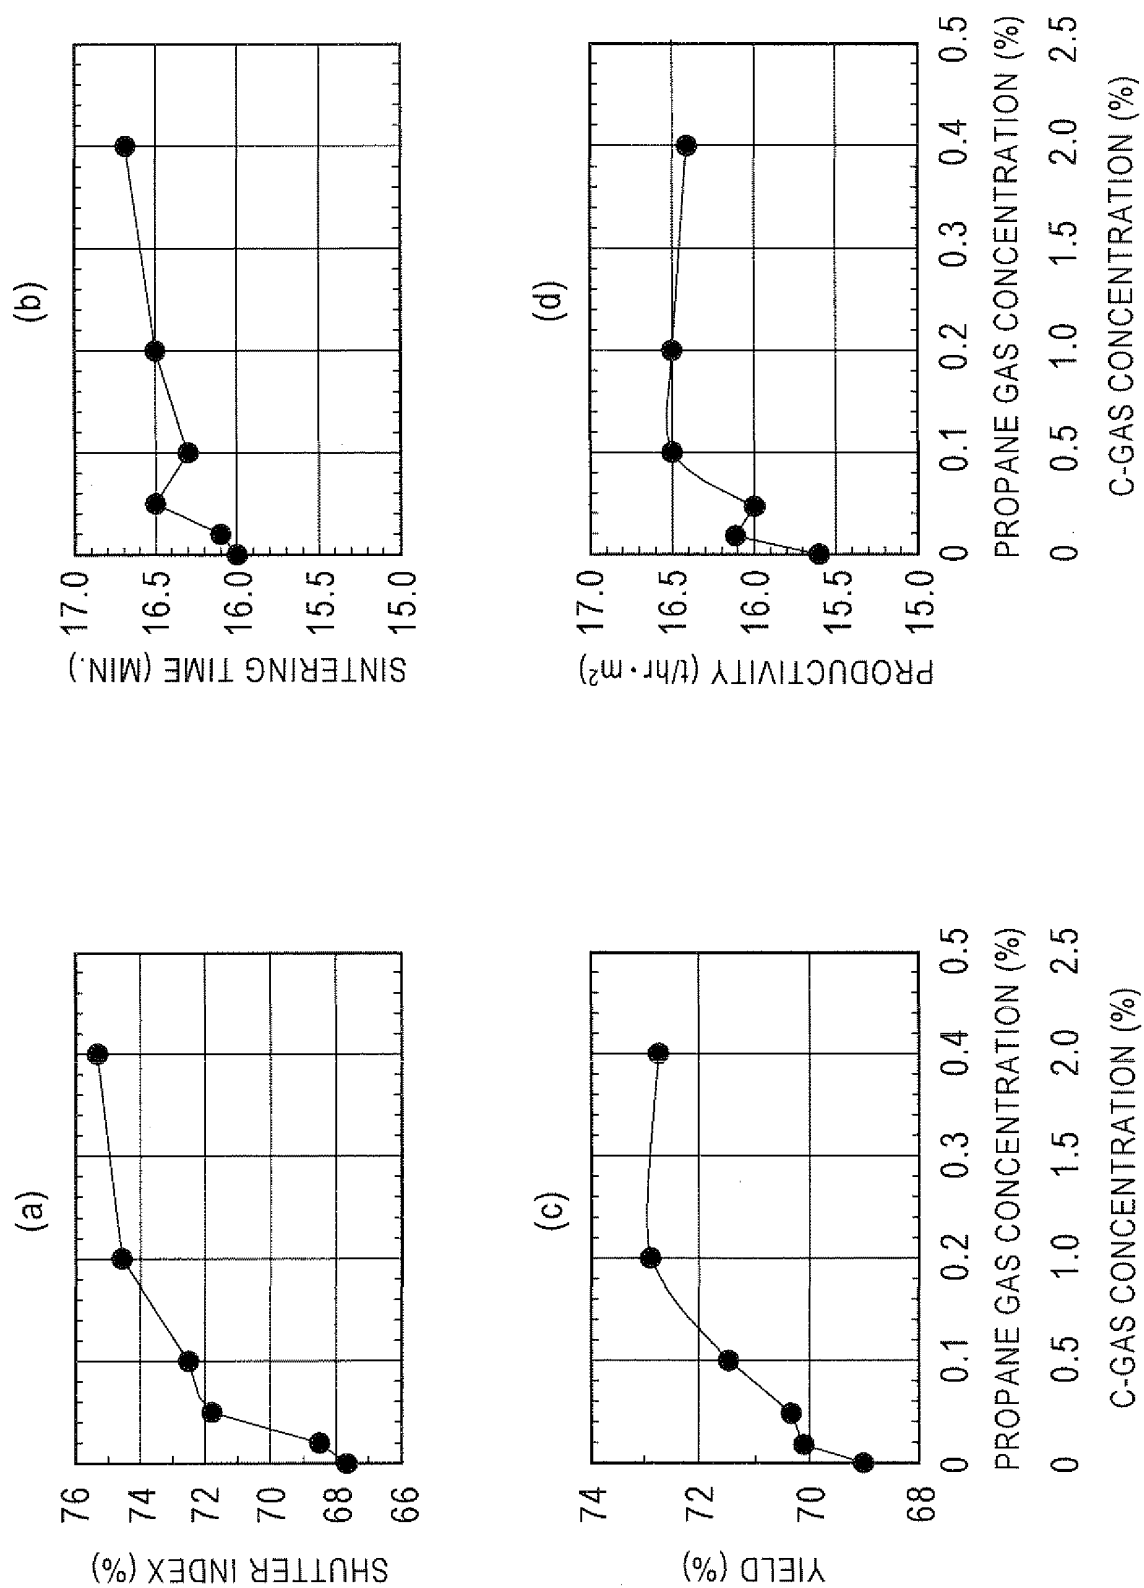 (a)
SHUTTER INDEX (%)
76
74
72
70
68
66
(b)
SINTERING TIME (MIN.)
17.0
16.5
16.0
15.5
15.0
(c)
YIELD (%)
74
72
70
68
0 0.1 0.2 0.3 0.4 0.5
PROPANE GAS CONCENTRATION (%)
0 0.5 1.0 1.5 2.0 2.5
C-GAS CONCENTRATION (%)
(d)
PRODUCTIVITY (t/hr·m²)
17.0
16.5
16.0
15.5
15.0
0 0.1 0.2 0.3 0.4 0.5
PROPANE GAS CONCENTRATION (%)
0 0.5 1.0 1.5 2.0 2.5
C-GAS CONCENTRATION (%)